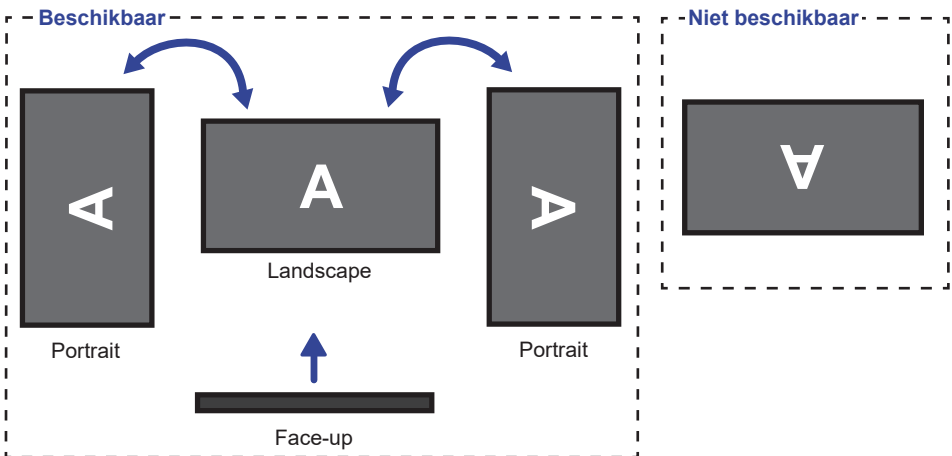 Beschikbaar
Niet beschikbaar
A
A
A
A
Landscape
Portrait
Portrait
Face-up